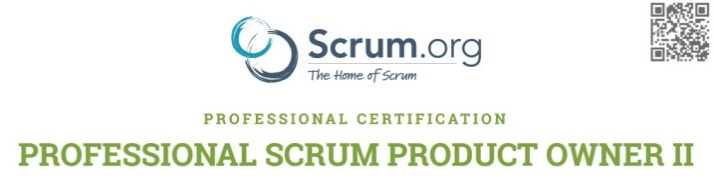 Scrum.org
The Home of Scrum
PROFESSIONAL CERTIFICATION
PROFESSIONAL SCRUM PRODUCT OWNER II